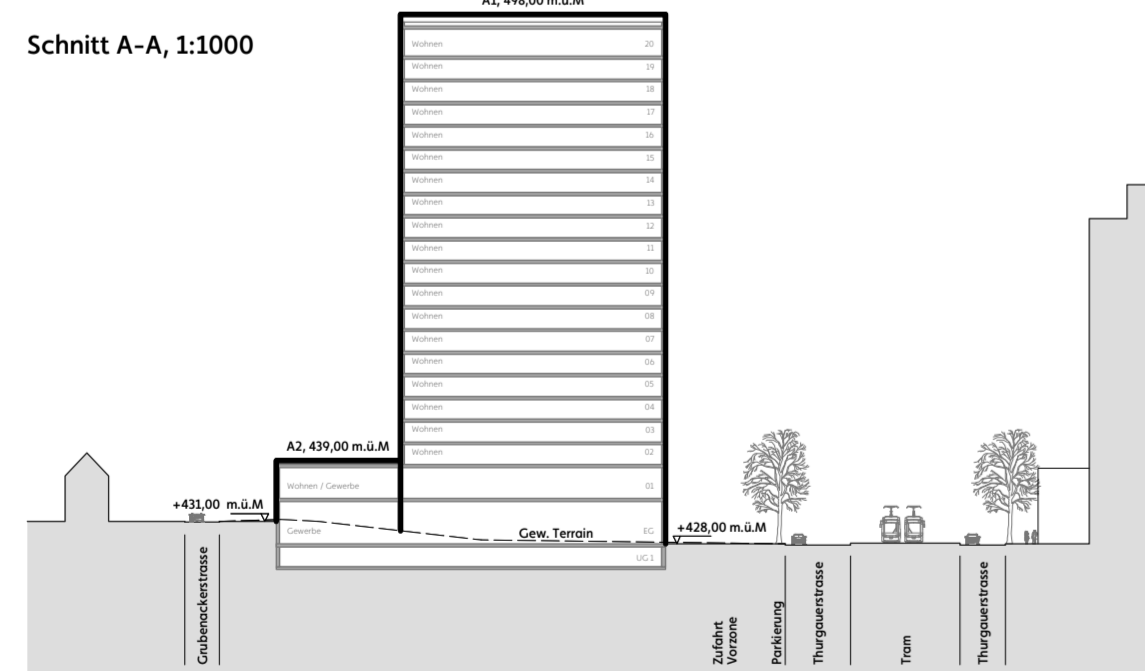 A1, 498,00 m.ü.M
Schnitt A-A, 1:1000
Wohnen 20
Wohnen 19
Wohnen 18
Wohnen 17
Wohnen 16
Wohnen 15
Wohnen 14
Wohnen 13
Wohnen 12
Wohnen 11
Wohnen 10
Wohnen 09
Wohnen 08
Wohnen 07
Wohnen 06
Wohnen 05
Wohnen 04
Wohnen 03
Wohnen 02
A2, 439,00 m.ü.M
Wohnen / Gewerbe 01
+431,00 m.ü.M
Gewerbe EG
Gew. Terrain
+428,00 m.ü.M
UG 1
Grubenackerstrasse
Zufahrt
Vorzone
Parkierung
Thurgauerstrasse
Tram
Thurgauerstrasse